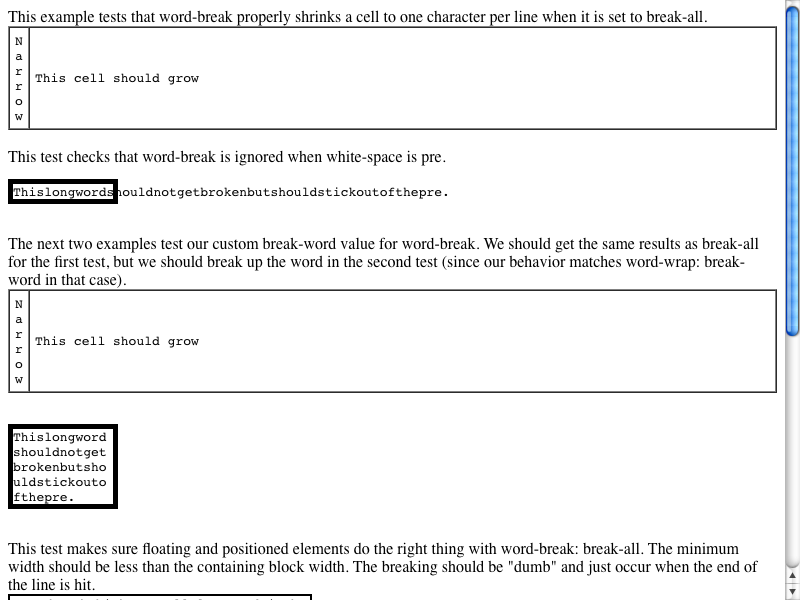 This example tests that word-break properly shrinks a cell to one character per line when it is set to break-all.
N
a
r
r
o
w
This cell should grow
This test checks that word-break is ignored when white-space is pre.
Thislongwordshouldnotgetbrokenbutshouldstickoutofthepre.
The next two examples test our custom break-word value for word-break. We should get the same results as break-all
for the first test, but we should break up the word in the second test (since our behavior matches word-wrap: break-
word in that case).
N
a
r
r
o
w
This cell should grow
Thislongword
shouldnotget
brokenbutsho
uldstickouto
fthepre.
This test makes sure floating and positioned elements do the right thing with word-break: break-all. The minimum
width should be less than the containing block width. The breaking should be "dumb" and just occur when the end of
the line is hit.